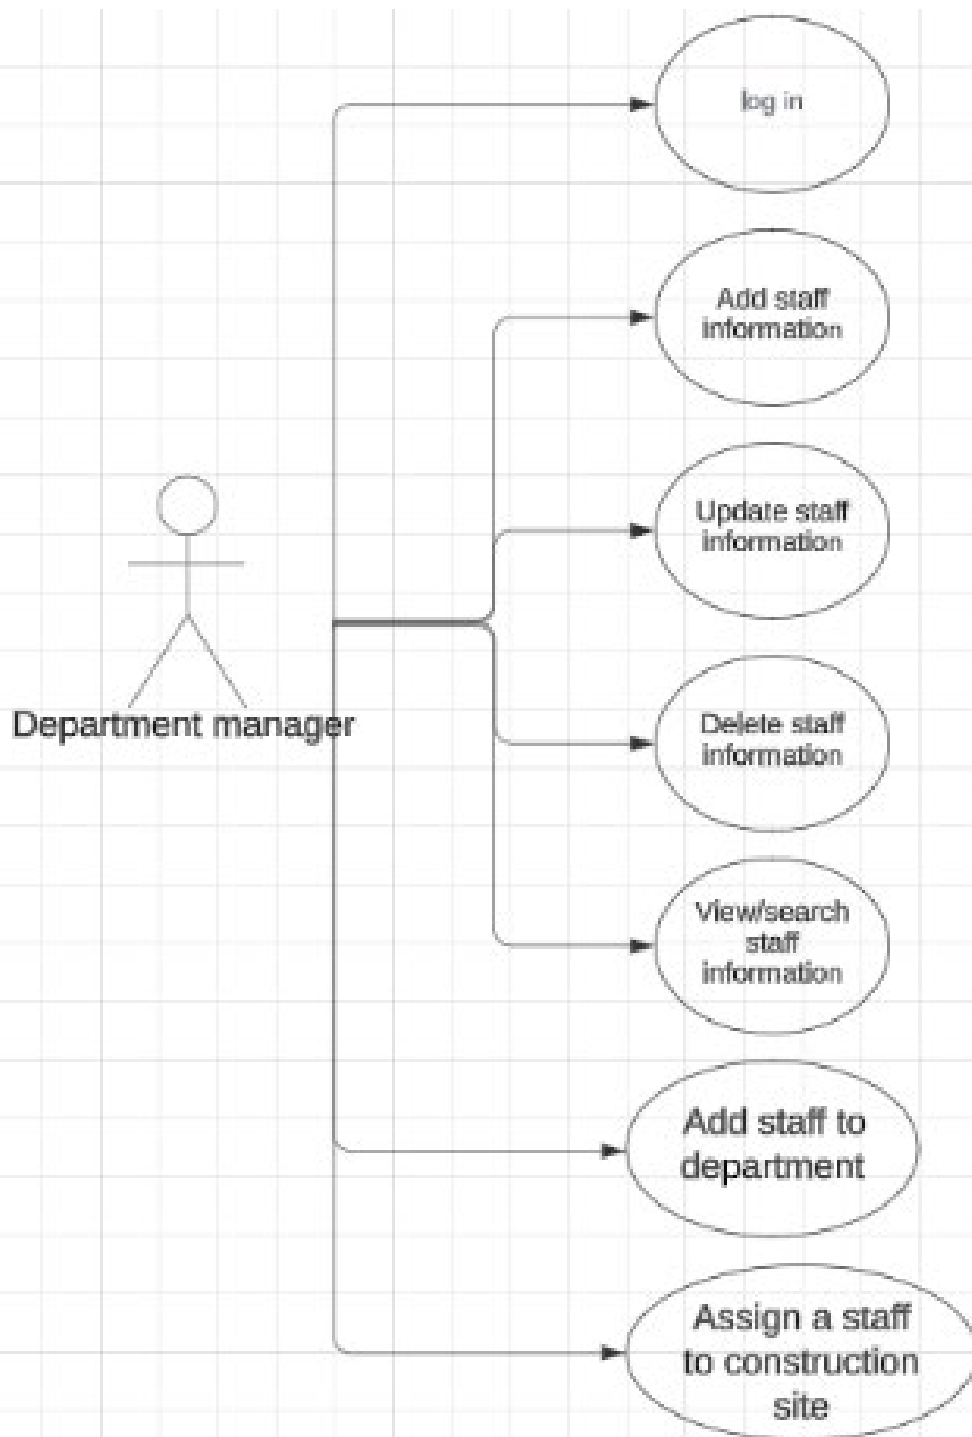 log in
Add staff
information
Update staff
information
Department manager
Delete staff
information
View/search
staff
information
Add staff to
department
Assign a staff
to construction
site